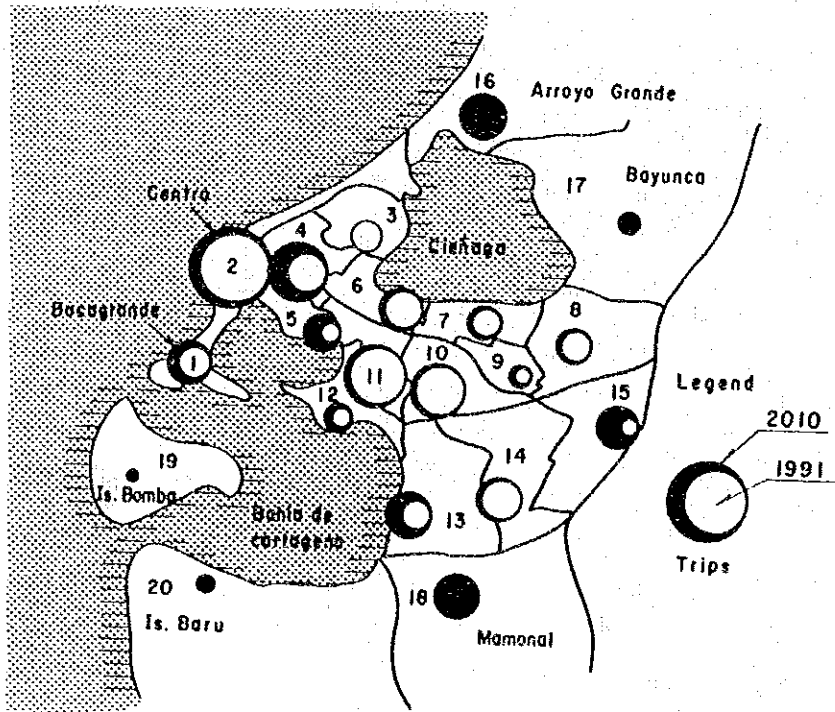 16
Arroyo Grande
17
Bayunca
Centro
3
4
2
Cieñaga
6
Bocagrande
5
7
8
1
9
10
11
12
15
Legend
2010
1991
Trips
19
Is. Bomba.
14
Bahia de
cartagena
13
20
Is. Baru
18
Mamonal